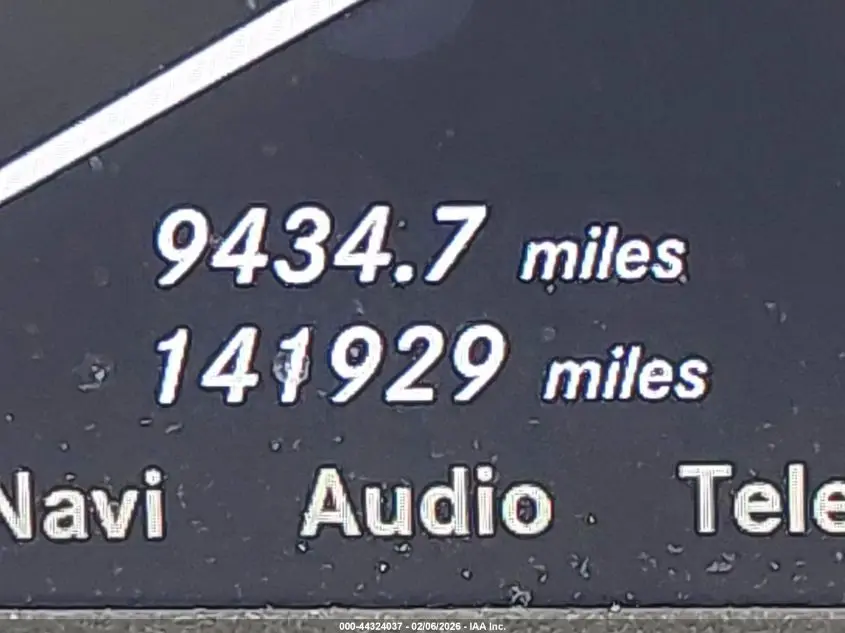 9434.7 miles
141929 miles
Navi Audio Tele
000-44324037 - 02/06/2026 - IAA Inc.